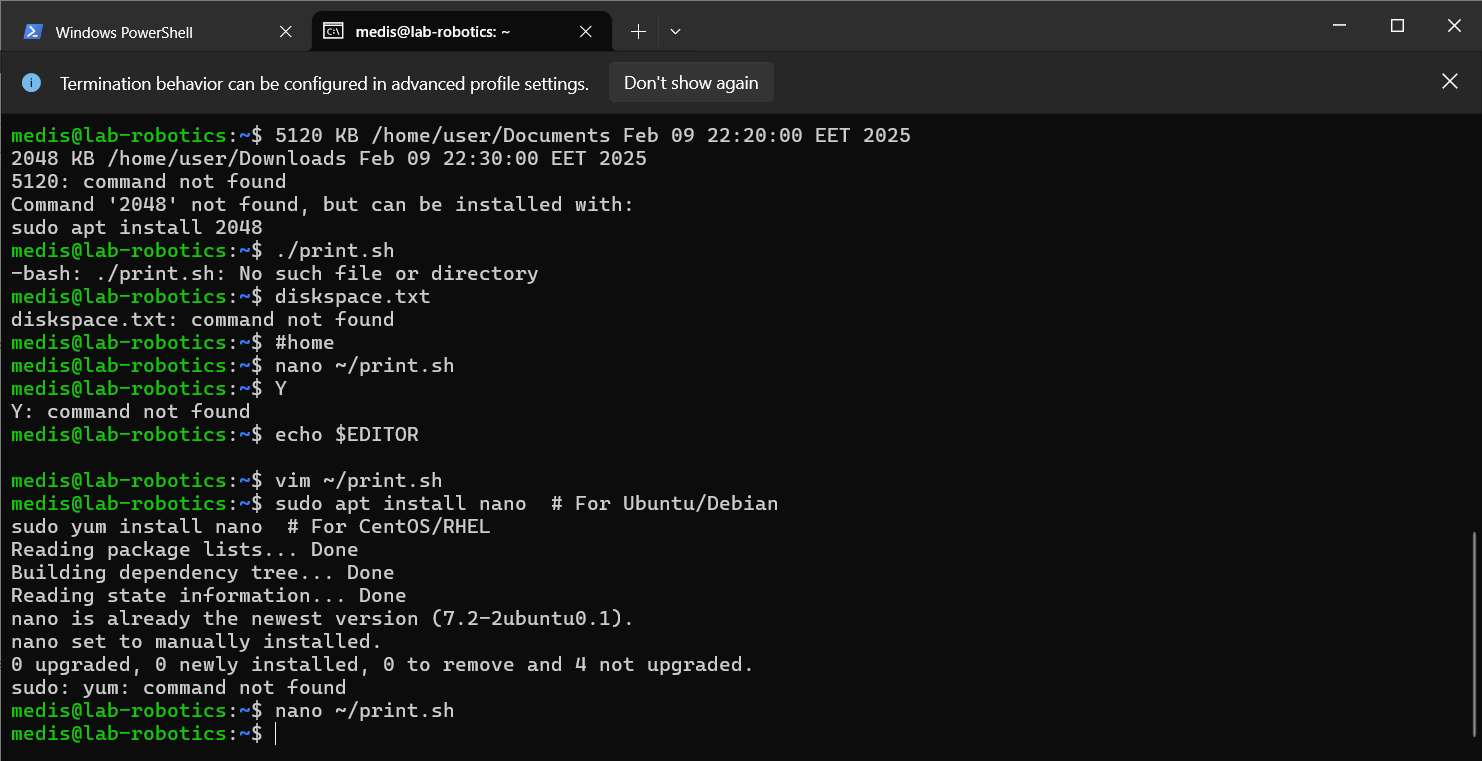 Windows PowerShell
medis@lab-robotics: ~
Termination behavior can be configured in advanced profile settings.
Don't show again
medis@lab-robotics:~$ 5120 KB /home/user/Documents Feb 09 22:20:00 EET 2025
2048 KB /home/user/Downloads Feb 09 22:30:00 EET 2025
5120: command not found
Command '2048' not found, but can be installed with:
sudo apt install 2048
medis@lab-robotics:~$ ./print.sh
-bash: ./print.sh: No such file or directory
medis@lab-robotics:~$ diskspace.txt
diskspace.txt: command not found
medis@lab-robotics:~$ #home
medis@lab-robotics:~$ nano ~/print.sh
medis@lab-robotics:~$ Y
Y: command not found
medis@lab-robotics:~$ echo $EDITOR
medis@lab-robotics:~$ vim ~/print.sh
medis@lab-robotics:~$ sudo apt install nano  # For Ubuntu/Debian
sudo yum install nano  # For CentOS/RHEL
Reading package lists... Done
Building dependency tree... Done
Reading state information... Done
nano is already the newest version (7.2-2ubuntu0.1).
nano set to manually installed.
0 upgraded, 0 newly installed, 0 to remove and 4 not upgraded.
sudo: yum: command not found
medis@lab-robotics:~$ nano ~/print.sh
medis@lab-robotics:~$